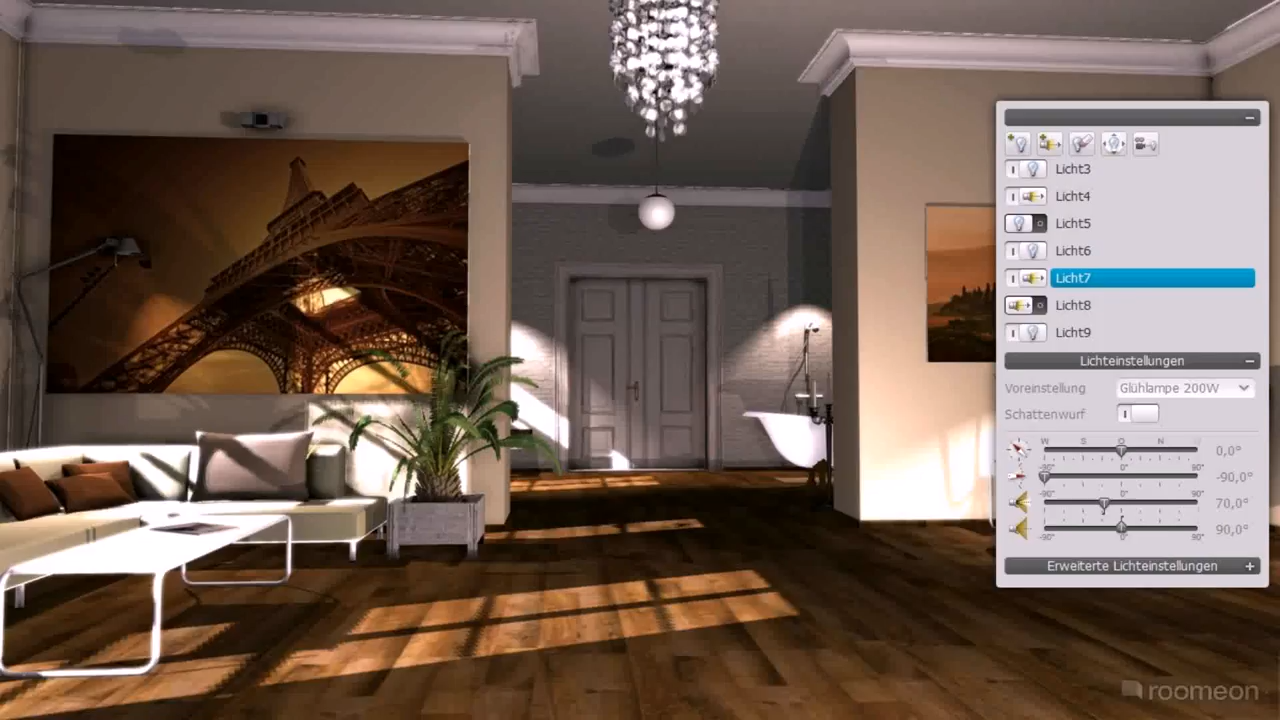 Licht3
Licht4
Licht5
Licht6
Licht7
Licht8
Licht9
Lichteinstellungen
Voreinstellung Glühlampe 200W
Schattenwurf
W S O N
0,0°
-90° 0° 90° -90,0°
-90° 0° 90° 70,0°
-90° 0° 90° 90,0°
Erweiterte Lichteinstellungen
roomeon